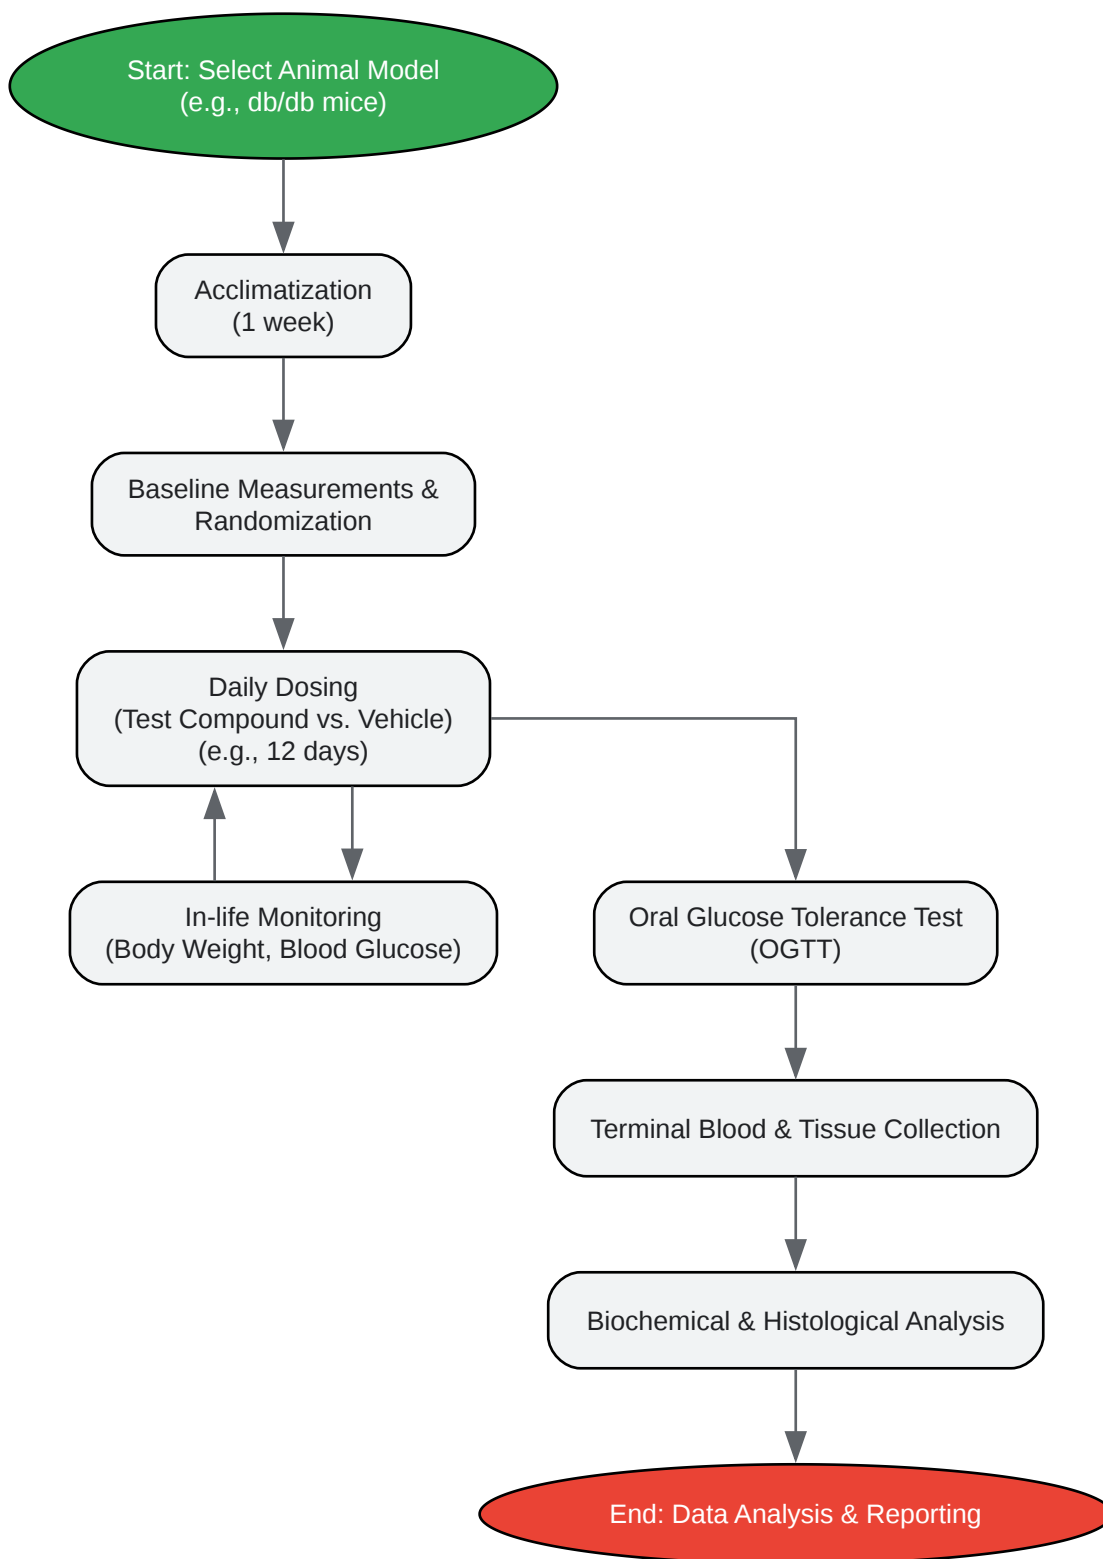 Start: Select Animal Model
(e.g., db/db mice)
Acclimatization
(1 week)
Baseline Measurements &
Randomization
Daily Dosing
(Test Compound vs. Vehicle)
(e.g., 12 days)
In-life Monitoring
(Body Weight, Blood Glucose)
Oral Glucose Tolerance Test
(OGTT)
Terminal Blood & Tissue Collection
Biochemical & Histological Analysis
End: Data Analysis & Reporting